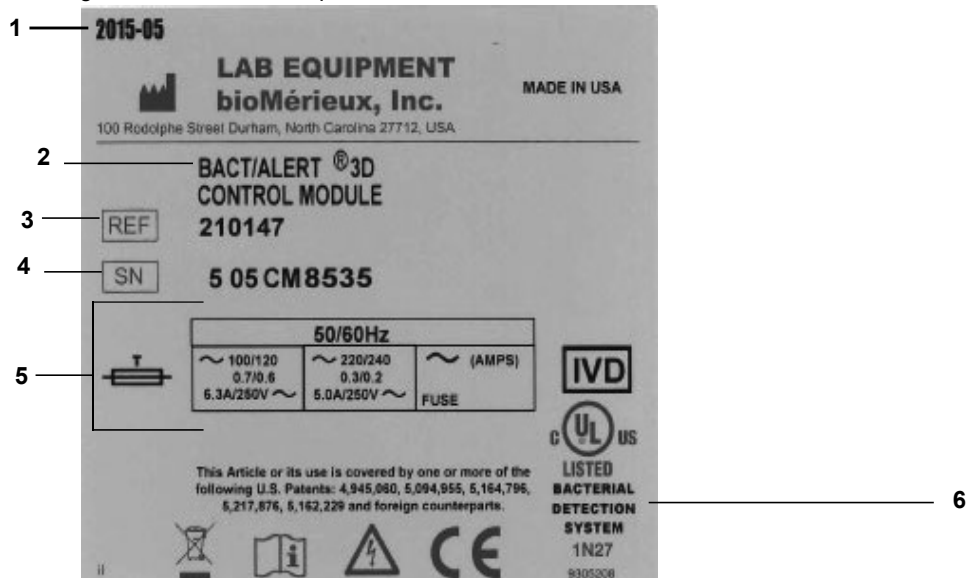 1
2015-05
LAB EQUIPMENT
bioMérieux, Inc.
MADE IN USA
100 Rodolphe Street Durham, North Carolina 27712, USA
2
BACT/ALERT ®3D
CONTROL MODULE
3
REF
210147
4
SN
5 05 CM8535
5
T
50/60Hz
~ 100/120
0.7/0.6
6.3A/250V ~
~ 220/240
0.3/0.2
5.0A/250V ~
~ (AMPS)
FUSE
IVD
C UL US
LISTED
BACTERIAL
DETECTION
SYSTEM
1N27
9305208
6
This Article or its use is covered by one or more of the
following U.S. Patents: 4,945,060, 5,094,955, 5,164,796,
5,217,876, 5,162,229 and foreign counterparts.
i
CE